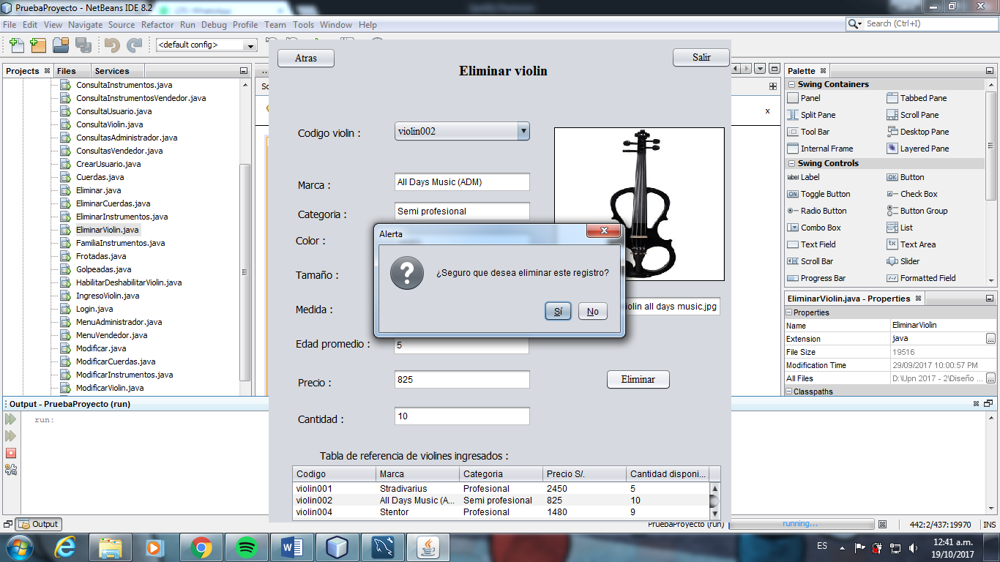 PruebaProyecto - NetBeans IDE 8.2
File Edit View Navigate Source Refactor Run Debug Profile Team Tools Window Help
Search (Ctrl+I)
<default config>
Projects Files Services
ConsultaInstrumentos.java
ConsultaInstrumentosVendedor.java
ConsultaUsuario.java
ConsultaViolin.java
ConsultasAdministrador.java
ConsultasVendedor.java
CrearUsuario.java
Cuerdas.java
Eliminar.java
EliminarCuerdas.java
EliminarInstrumentos.java
EliminarViolin.java
FamiliaInstrumentos.java
Frotadas.java
Golpeadas.java
HabilitarDeshabilitarViolin.java
IngresoViolin.java
Login.java
MenuAdministrador.java
MenuVendedor.java
Modificar.java
ModificarCuerdas.java
ModificarInstrumentos.java
ModificarViolin.java
Atras
Salir
Eliminar violin
Codigo violin : violin002
Marca : All Days Music (ADM)
Categoria : Semi profesional
Color :
Tamaño :
Medida :
iolin all days music.jpg
Edad promedio : 5
Precio : 825
Eliminar
Cantidad : 10
Alerta
¿Seguro que desea eliminar este registro?
Sí No
Tabla de referencia de violines ingresados :
Codigo Marca Categoria Precio S/. Cantidad disponi...
violin001 Stradivarius Profesional 2450 5
violin002 All Days Music (A... Semi profesional 825 10
violin004 Stentor Profesional 1480 9
Palette
Swing Containers
Panel Tabbed Pane
Split Pane Scroll Pane
Tool Bar Desktop Pane
Internal Frame Layered Pane
Swing Controls
label Label OK Button
ON Toggle Button Check Box
Radio Button Button Group
Combo Box List
Text Field Text Area
Scroll Bar Slider
Progress Bar Formatted Field
EliminarViolin.java - Properties
Properties
Name EliminarViolin
Extension java
File Size 19516
Modification Time 29/09/2017 10:00:57 PM
All Files D:\Upn 2017 - 2\Diseño ...
Classpaths
Output - PruebaProyecto (run)
run:
Output
PruebaProyecto (run) running... 442:2/437:19970 INS
ES
12:41 a.m.
19/10/2017